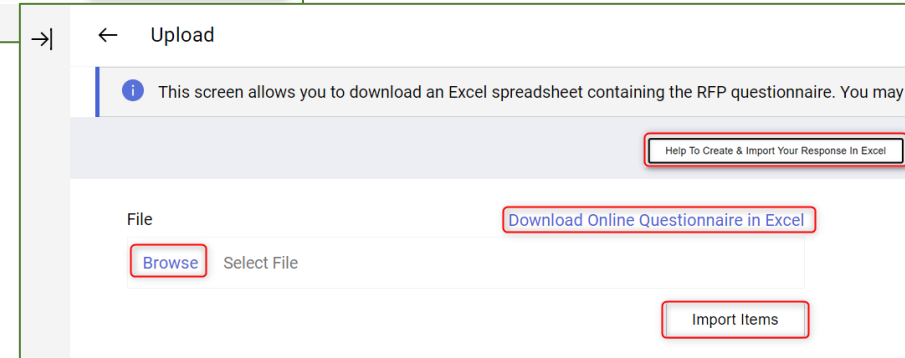 Upload
This screen allows you to download an Excel spreadsheet containing the RFP questionnaire. You may
Help To Create & Import Your Response In Excel
File
Download Online Questionnaire in Excel
Browse
Select File
Import Items